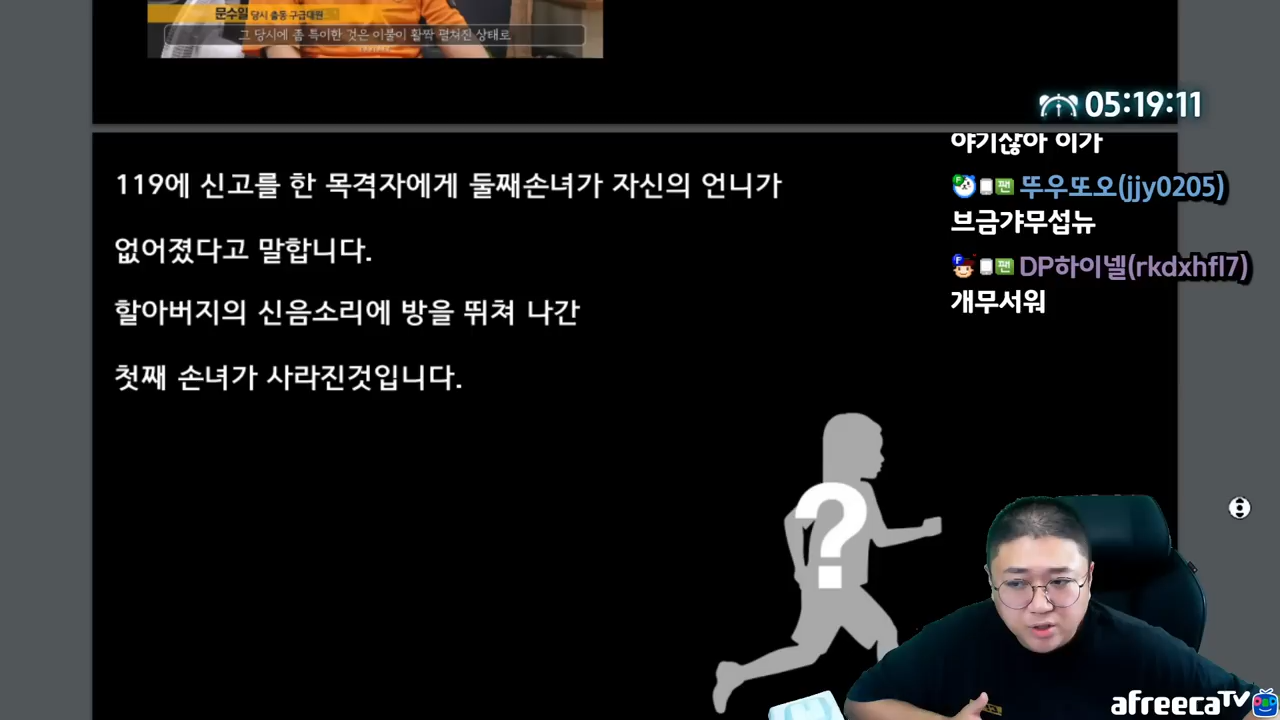 문수일 당시 출동 구급대원
그 당시에 좀 특이한 것은 이불이 활짝 펼쳐진 상태로
05:19:11
야기잖아 이가
뚜우또오(jjy0205)
브금갸무섭뉴
DP하이넬(rkdxhfl7)
개무서워
119에 신고를 한 목격자에게 둘째손녀가 자신의 언니가
없어졌다고 말합니다.
할아버지의 신음소리에 방을 뛰쳐 나간
첫째 손녀가 사라진것입니다.
?
afreecaTV